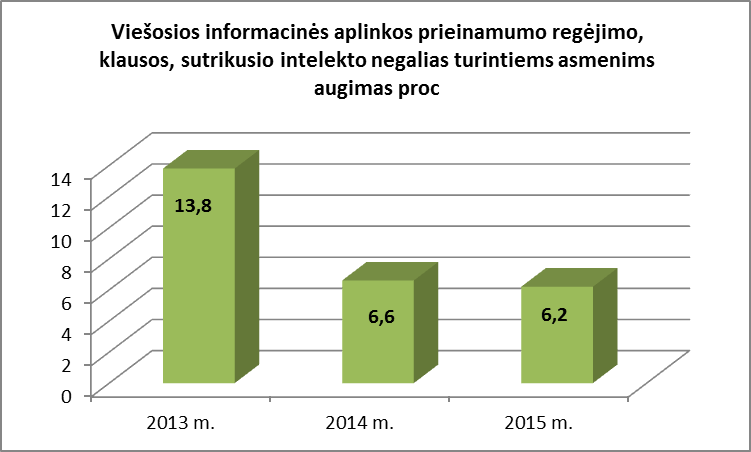 Viešosios informacinės aplinkos prieinamumo regėjimo,
klausos, sutrikusio intelekto negalias turintiems asmenims
augimas proc
14
12
10
8
6
4
2
0
13,8
6,6
6,2
2013 m.
2014 m.
2015 m.